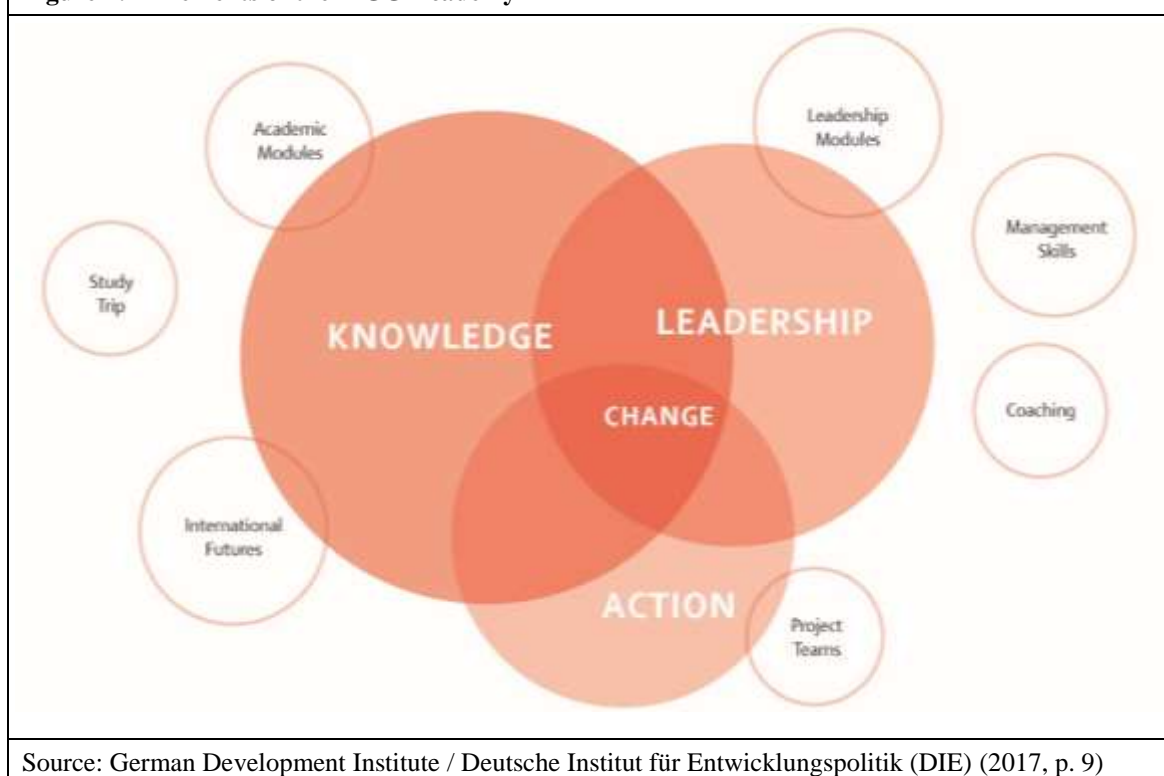 Academic
Modules
Leadership
Modules
Management
Skills
Study
Trip
KNOWLEDGE
LEADERSHIP
CHANGE
Coaching
International
Futures
ACTION
Project
Teams
Source: German Development Institute / Deutsche Institut für Entwicklungspolitik (DIE) (2017, p. 9)